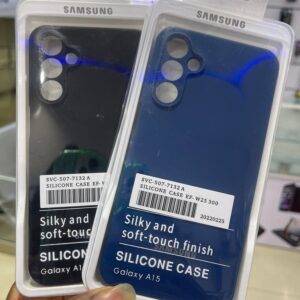 SAMSUNG
SVC-507-7132 A
SILICONE CASE EF-
Silky and
soft-touch
SILICONE
Galaxy A1
SAMSUNG
SVC-507-7132 A
SILICONE CASE EF-W25 300
20220225
Silky and
soft-touch finish
SILICONE CASE
Galaxy A15